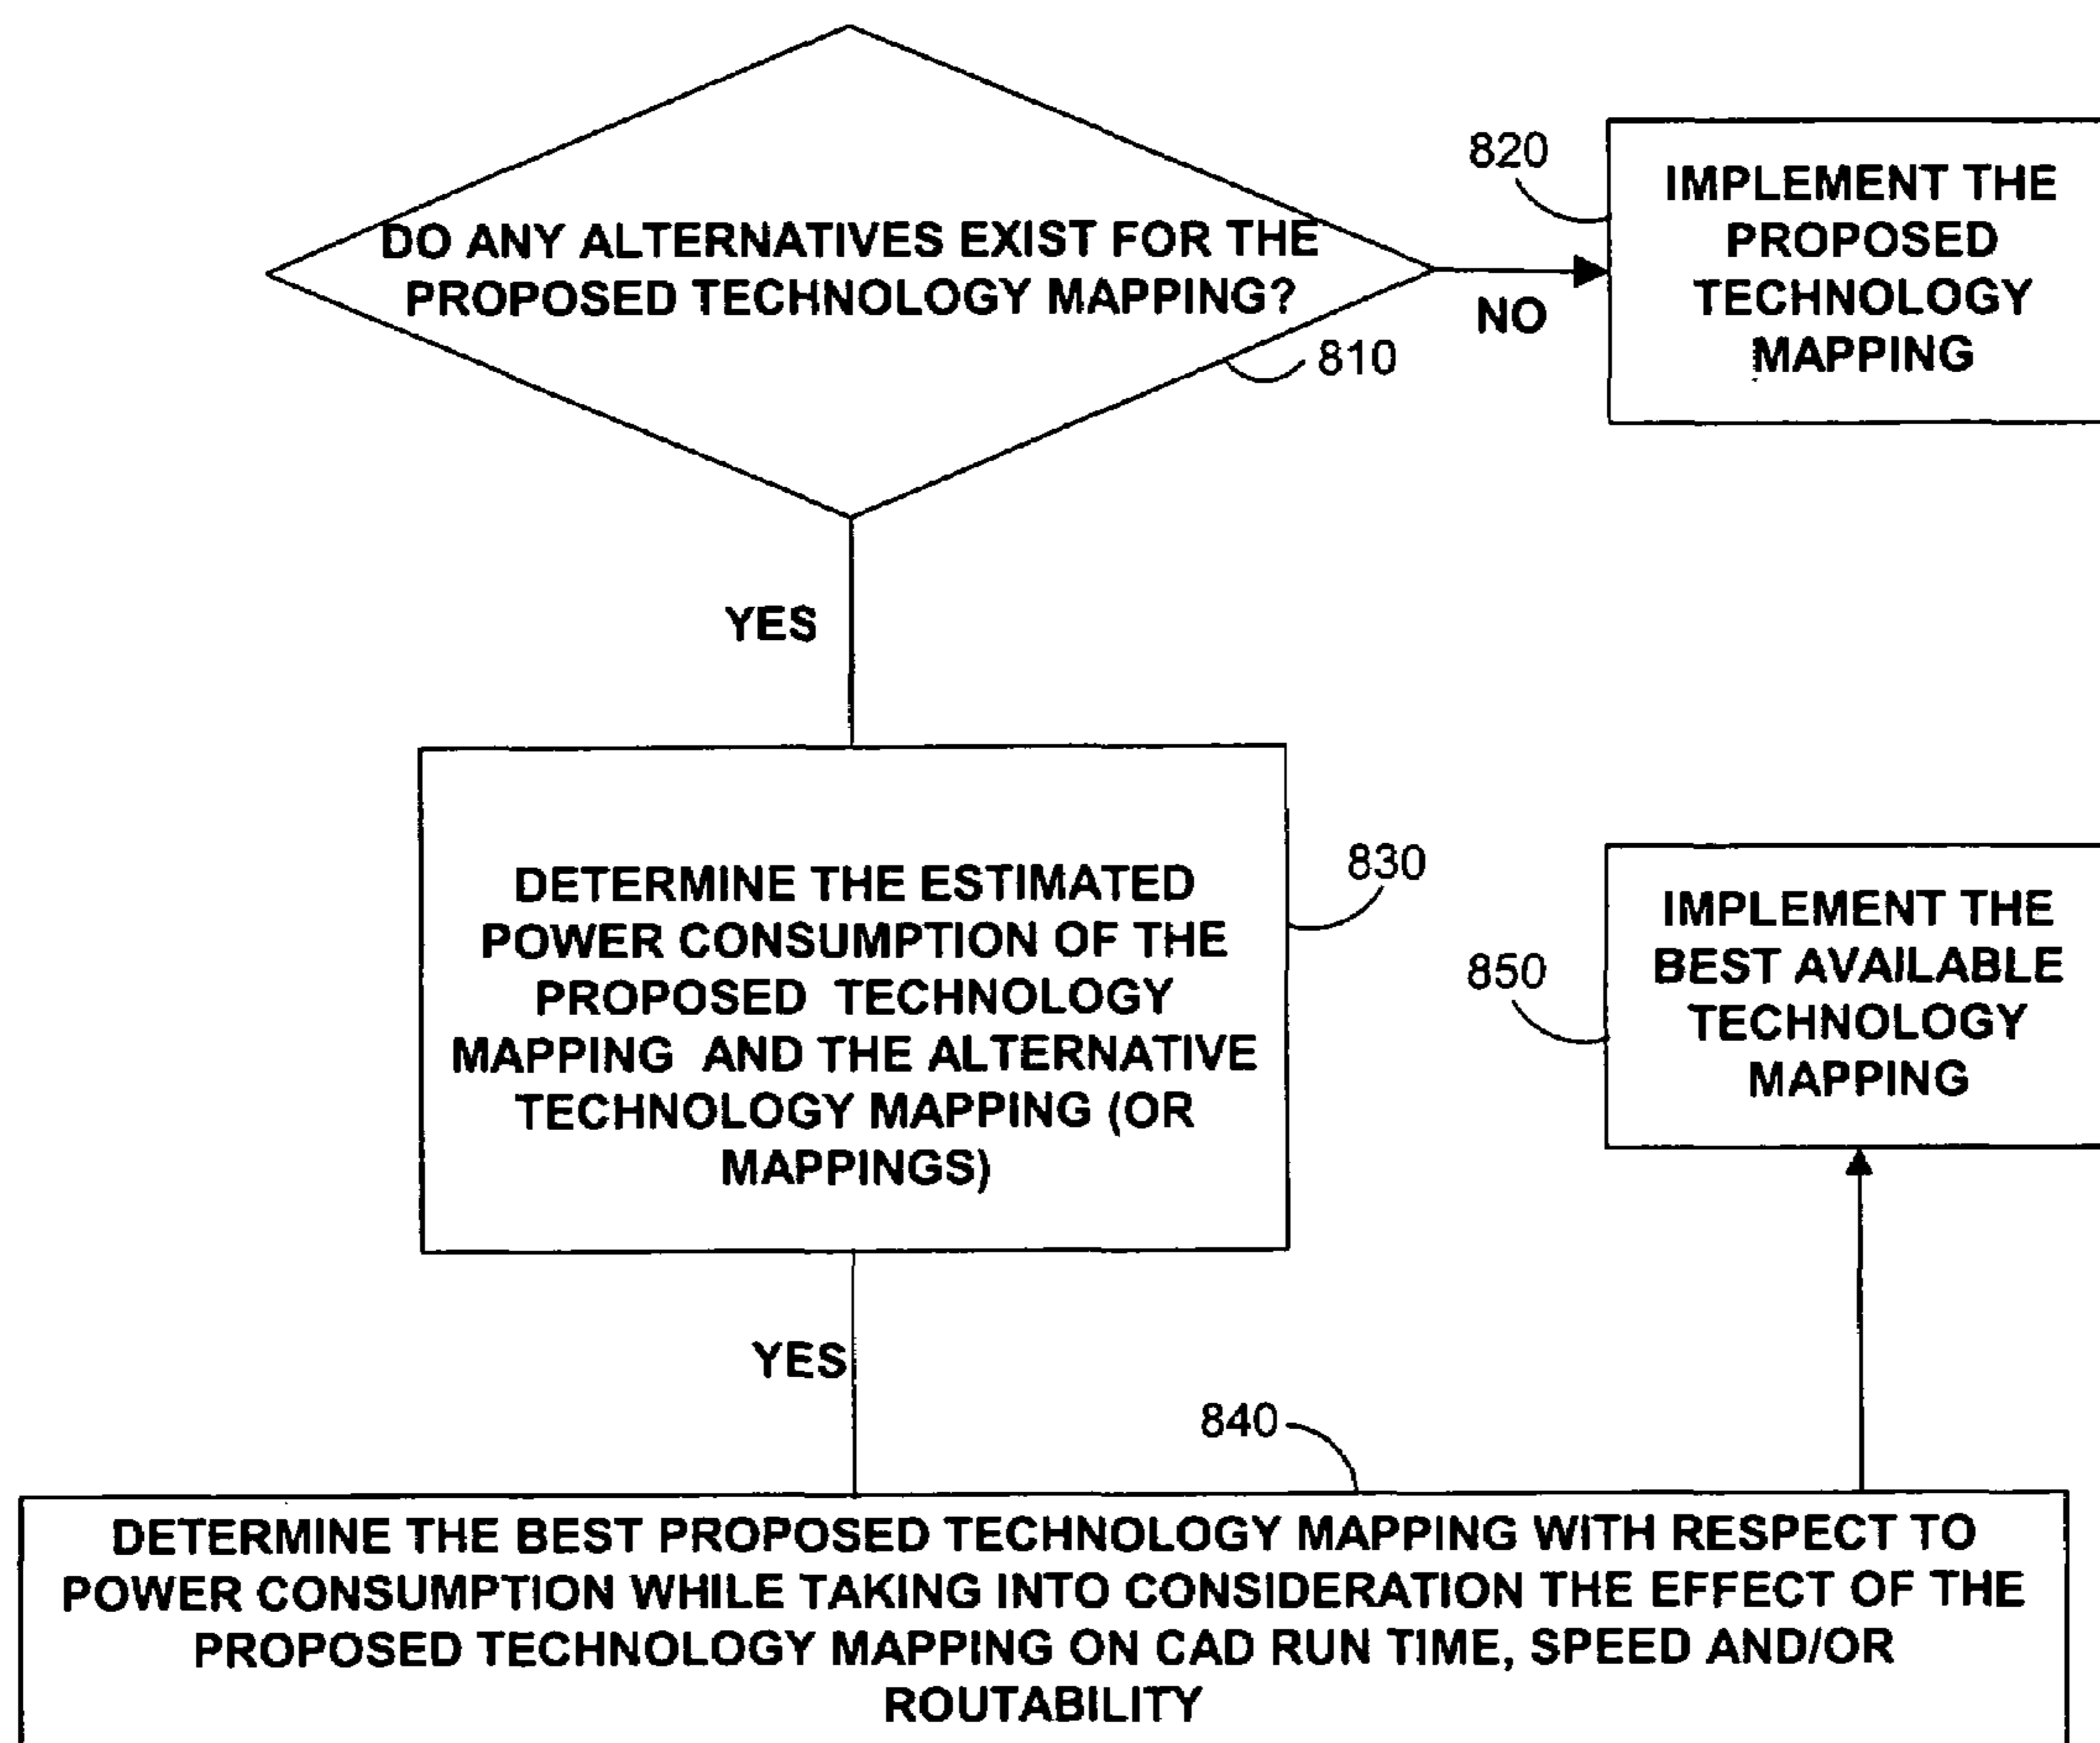 DO ANY ALTERNATIVES EXIST FOR THE
PROPOSED TECHNOLOGY MAPPING?
810
NO
820
IMPLEMENT THE
PROPOSED
TECHNOLOGY
MAPPING
YES
DETERMINE THE ESTIMATED
POWER CONSUMPTION OF THE
PROPOSED TECHNOLOGY
MAPPING AND THE ALTERNATIVE
TECHNOLOGY MAPPING (OR
MAPPINGS)
830
YES
840
DETERMINE THE BEST PROPOSED TECHNOLOGY MAPPING WITH RESPECT TO
POWER CONSUMPTION WHILE TAKING INTO CONSIDERATION THE EFFECT OF THE
PROPOSED TECHNOLOGY MAPPING ON CAD RUN TIME, SPEED AND/OR
ROUTABILITY
850
IMPLEMENT THE
BEST AVAILABLE
TECHNOLOGY
MAPPING